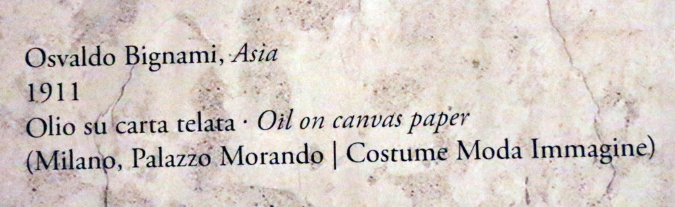 Osvaldo Bignami, Asia
1911
Olio su carta telata · Oil on canvas paper
(Milano, Palazzo Morando | Costume Moda Immagine)